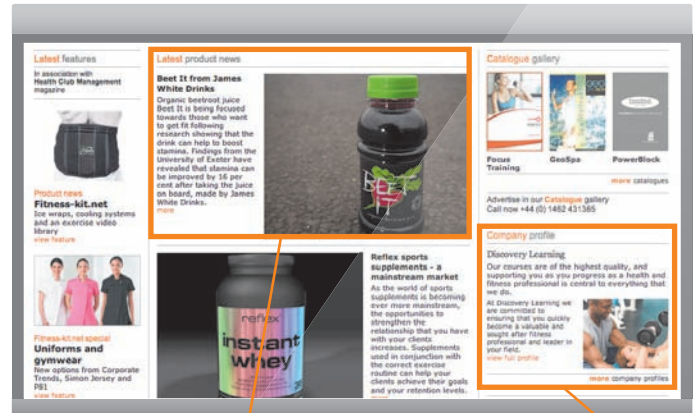 Latest features
In association with
Health Club Management
magazine
Product news
Fitness-kit.net
Ice wraps, cooling systems
and an exercise video
library
view feature
Fitness-kit.net special
Uniforms and
gymwear
New options from Corporate
Trends, Simon Jersey and
PB1
view feature
Latest product news
Beet It from James
White Drinks
Organic beetroot juice
Beet It is being focused
towards those who want
to get fit following
research showing that the
drink can help to boost
stamina. Findings from the
University of Exeter have
revealed that stamina can
be improved by 16 per
cent after taking the juice
on board, made by James
White Drinks.
more
BEET
IT
reflex
instant
whey
Reflex sports
supplements - a
mainstream market
As the world of sports
supplements is becoming
ever more mainstream,
the opportunities to
strengthen the
relationship that you have
with your clients
increases. Supplements
used in conjunction with
the correct exercise
routine can help your
clients achieve their goals
and your retention levels.
more
Catalogue gallery
Focus
Training
GeoSpa
PowerBlock
more catalogues
Advertise in our Catalogue gallery
Call now +44 (0) 1462 431385
Company profile
Discovery Learning
Our courses are of the highest quality, and
supporting you as you progress as a health and
fitness professional is central to everything that
we do.
At Discovery Learning we
are committed to
ensuring that you quickly
become a valuable and
sought after fitness
professional and leader in
your field.
view full profile
more company profiles